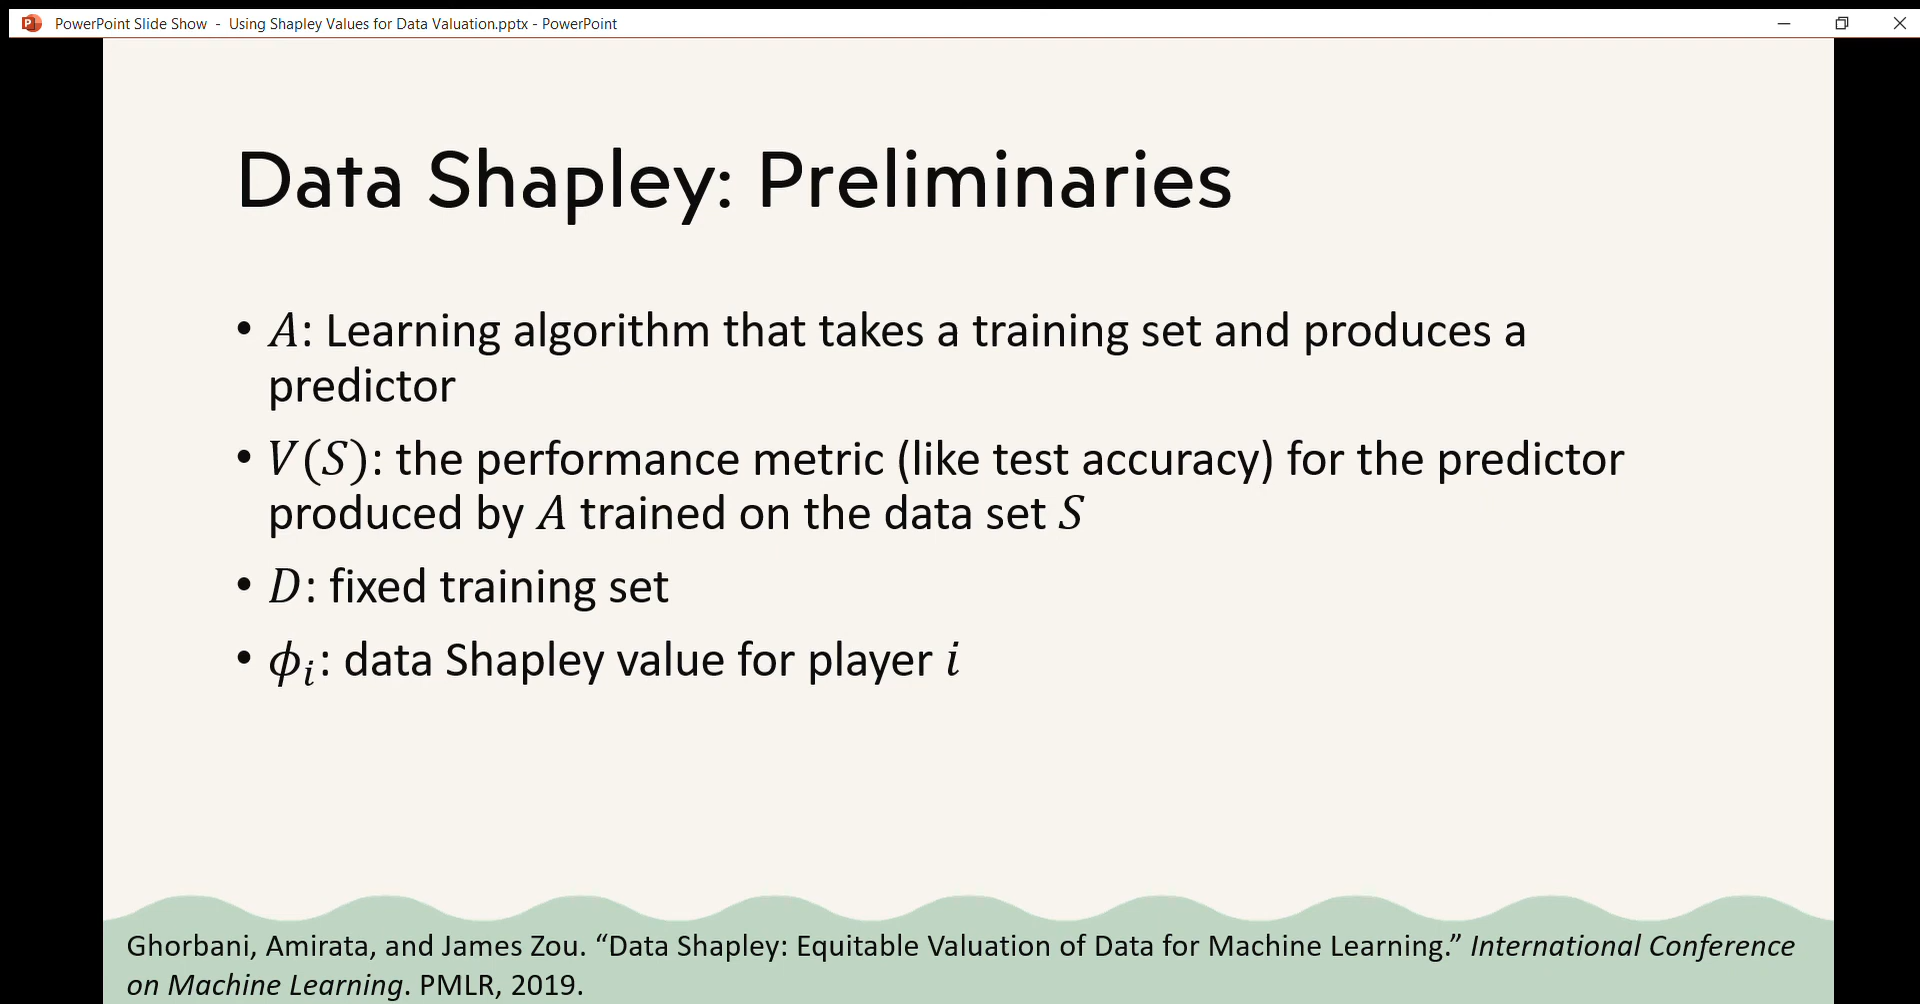 PowerPoint Slide Show - Using Shapley Values for Data Valuation.pptx - PowerPoint
Data Shapley: Preliminaries
• A: Learning algorithm that takes a training set and produces a
predictor
• V(S): the performance metric (like test accuracy) for the predictor
produced by A trained on the data set S
• D: fixed training set
• ϕᵢ: data Shapley value for player i
Ghorbani, Amirata, and James Zou. “Data Shapley: Equitable Valuation of Data for Machine Learning.” International Conference
on Machine Learning. PMLR, 2019.